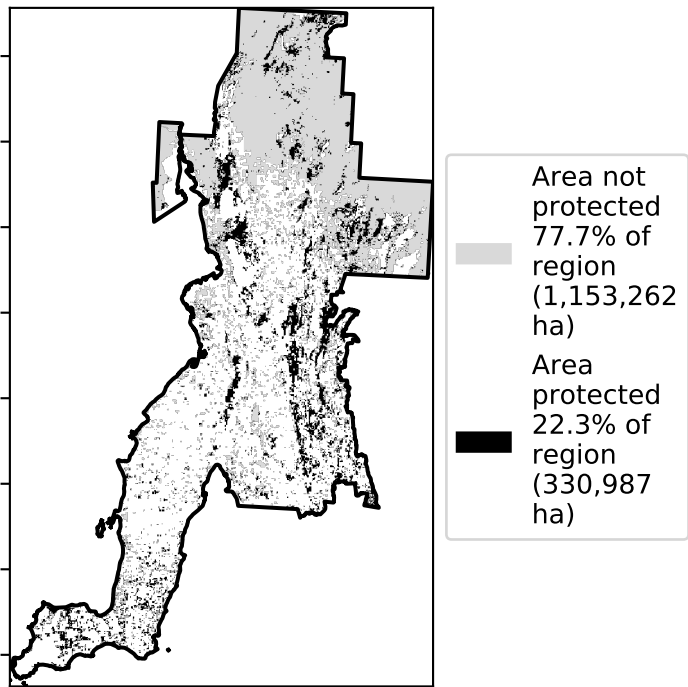 Area not
protected
77.7% of
region
(1,153,262
ha)
Area
protected
22.3% of
region
(330,987
ha)